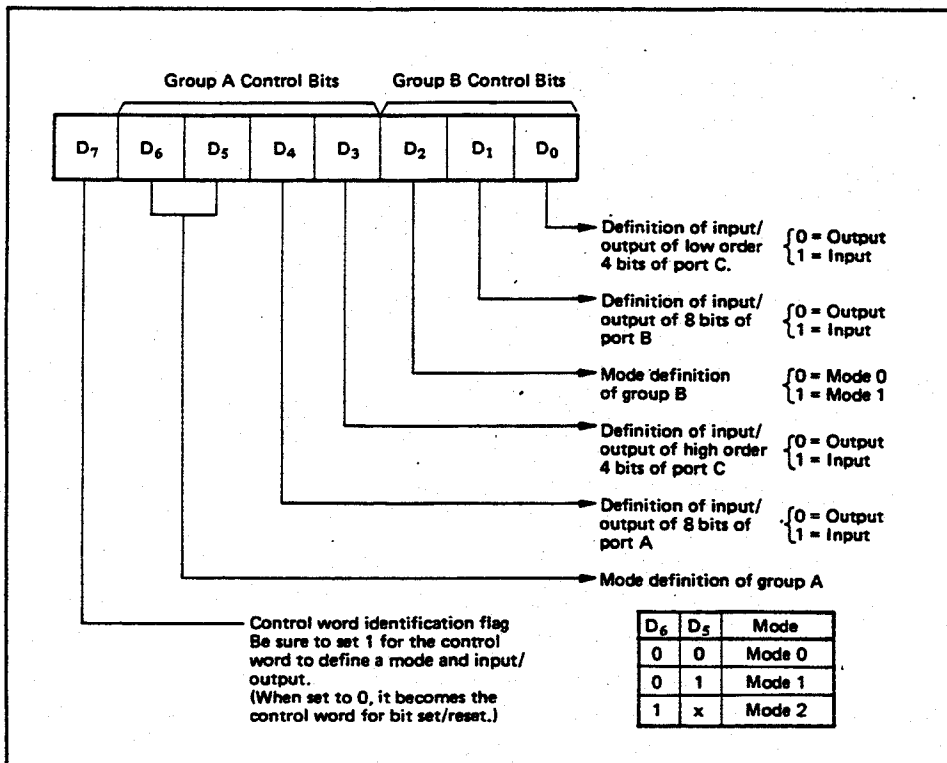 Group A Control Bits Group B Control Bits
D7 D6 D5 D4 D3 D2 D1 D0
Definition of input/
output of low order
4 bits of port C.
0 = Output
1 = Input
Definition of input/
output of 8 bits of
port B
0 = Output
1 = Input
Mode definition
of group B
0 = Mode 0
1 = Mode 1
Definition of input/
output of high order
4 bits of port C
0 = Output
1 = Input
Definition of input/
output of 8 bits of
port A
0 = Output
1 = Input
Mode definition of group A
Control word identification flag
Be sure to set 1 for the control
word to define a mode and input/
output.
(When set to 0, it becomes the
control word for bit set/reset.)
D6 D5 Mode
0 0 Mode 0
0 1 Mode 1
1 x Mode 2